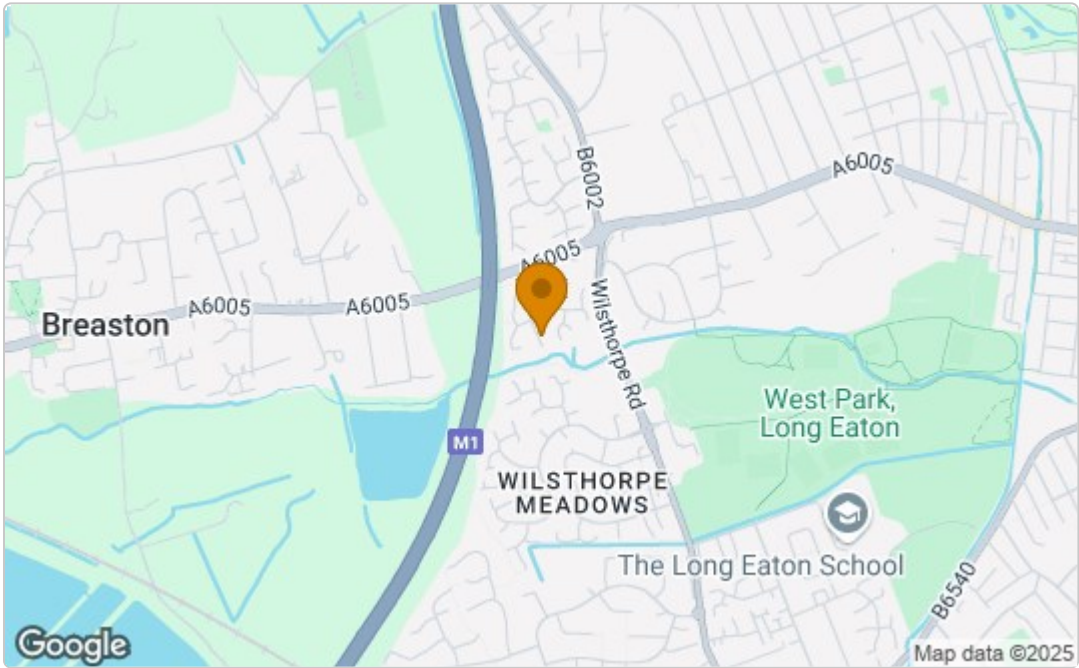 B6002
A6005
A6005
A6005
A6005
Breaston
Wilsthorpe Rd
West Park,
Long Eaton
M1
WILSTHORPE
MEADOWS
The Long Eaton School
B6540
Google
Map data ©2025